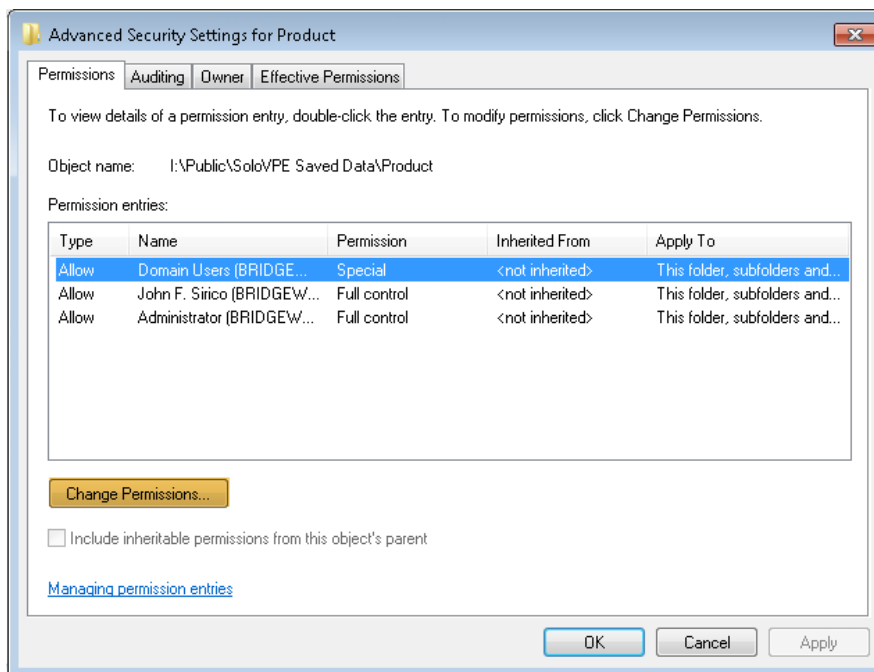 Advanced Security Settings for Product
Permissions Auditing Owner Effective Permissions
To view details of a permission entry, double-click the entry. To modify permissions, click Change Permissions.
Object name: I:\Public\SoloVPE Saved Data\Product
Permission entries:
Type Name Permission Inherited From Apply To
Allow Domain Users (BRIDGE... Special <not inherited> This folder, subfolders and...
Allow John F. Sirico (BRIDGEW... Full control <not inherited> This folder, subfolders and...
Allow Administrator (BRIDGEW... Full control <not inherited> This folder, subfolders and...
Change Permissions...
Include inheritable permissions from this object's parent
Managing permission entries
OK Cancel Apply